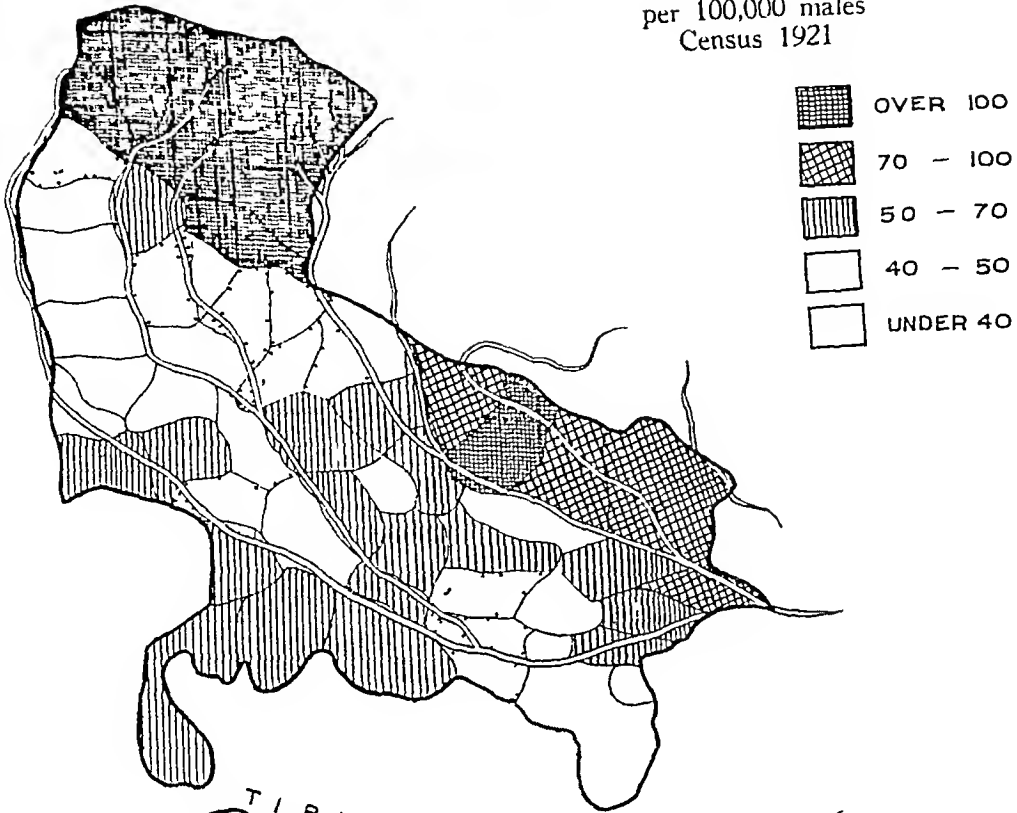 per 100,000 males
Census 1921
OVER 100
70 – 100
50 – 70
40 – 50
UNDER 40